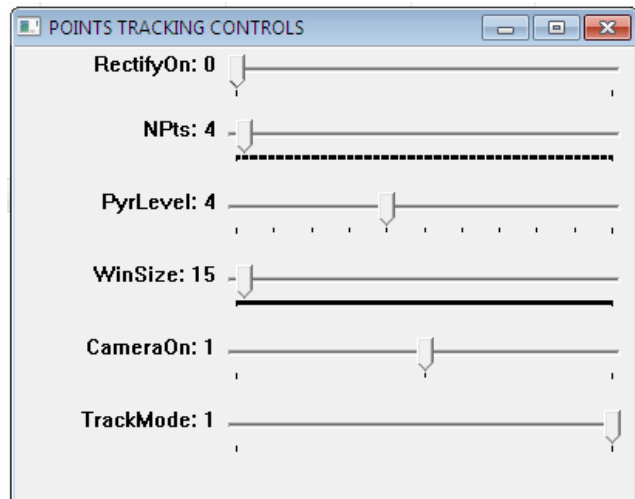 POINTS TRACKING CONTROLS
RectifyOn: 0
NPts: 4
PyrLevel: 4
WinSize: 15
CameraOn: 1
TrackMode: 1